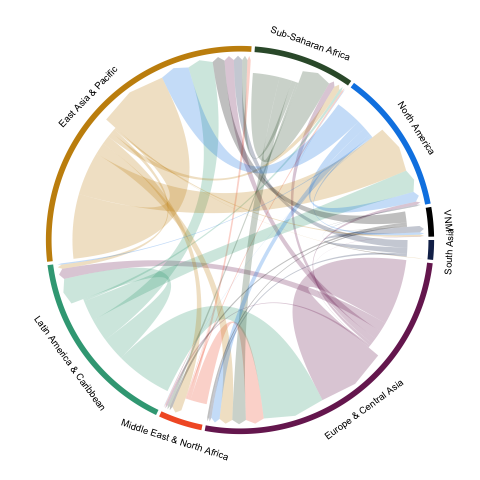 Sub-Saharan Africa
East Asia & Pacific
North America
VNM
South Asia
Latin America & Caribbean
Middle East & North Africa
Europe & Central Asia